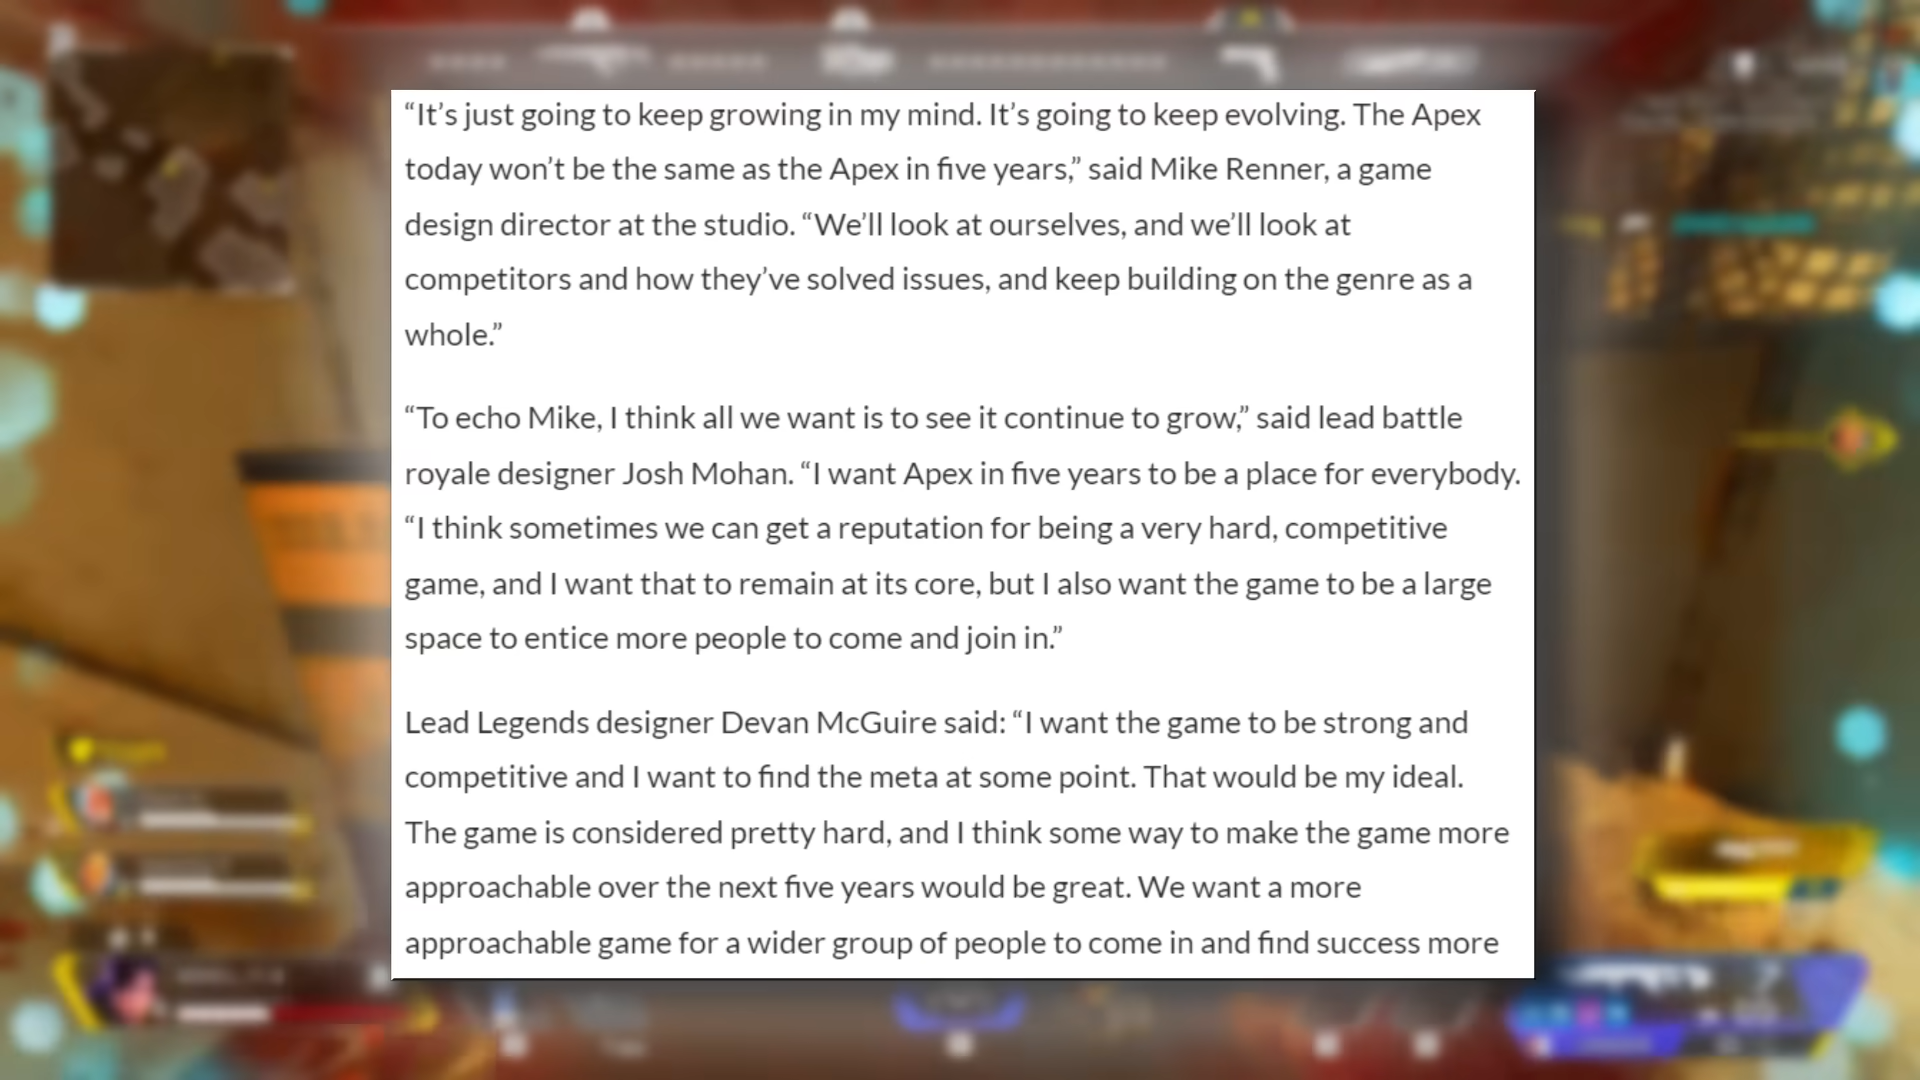 “It’s just going to keep growing in my mind. It’s going to keep evolving. The Apex
today won’t be the same as the Apex in five years,” said Mike Renner, a game
design director at the studio. “We’ll look at ourselves, and we’ll look at
competitors and how they’ve solved issues, and keep building on the genre as a
whole.”
“To echo Mike, I think all we want is to see it continue to grow,” said lead battle
royale designer Josh Mohan. “I want Apex in five years to be a place for everybody.
“I think sometimes we can get a reputation for being a very hard, competitive
game, and I want that to remain at its core, but I also want the game to be a large
space to entice more people to come and join in.”
Lead Legends designer Devan McGuire said: “I want the game to be strong and
competitive and I want to find the meta at some point. That would be my ideal.
The game is considered pretty hard, and I think some way to make the game more
approachable over the next five years would be great. We want a more
approachable game for a wider group of people to come in and find success more